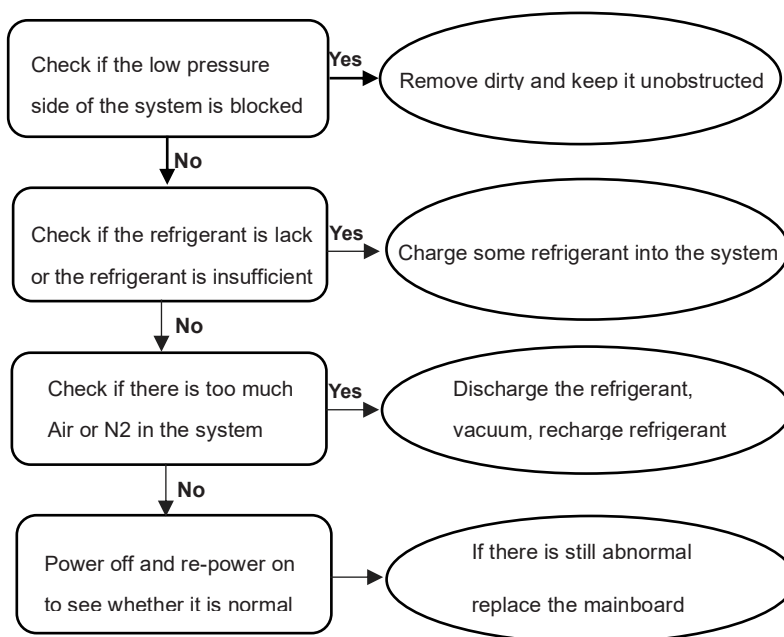 Check if the low pressure
side of the system is blocked
Yes
Remove dirty and keep it unobstructed
No
Check if the refrigerant is lack
or the refrigerant is insufficient
Yes
Charge some refrigerant into the system
No
Check if there is too much
Air or N2 in the system
Yes
Discharge the refrigerant,
vacuum, recharge refrigerant
No
Power off and re-power on
to see whether it is normal
If there is still abnormal
replace the mainboard